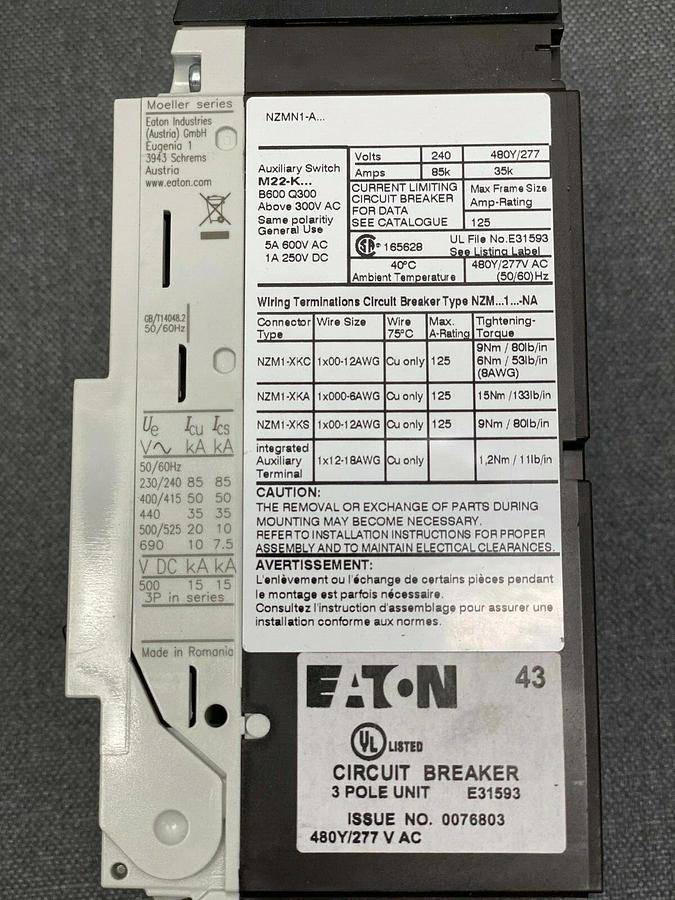 Moeller series
Eaton Industries
(Austria) GmbH
Eugenia 1
3943 Schrems
Austria
www.eaton.com
GB/T14048.2
50/60Hz
Ue Icu Ics
V~ kA kA
50/60Hz
230/240 85 85
400/415 50 50
440 35 35
500/525 20 10
690 10 7.5
V DC kA kA
500 15 15
3P in series
Made in Romania
NZMN1-A...
Auxiliary Switch
M22-K...
B600 Q300
Above 300V AC
Same polaritiy
General Use
5A 600V AC
1A 250V DC
Volts 240 480Y/277
Amps 85k 35k
CURRENT LIMITING
CIRCUIT BREAKER
FOR DATA
SEE CATALOGUE
Max Frame Size
Amp-Rating
125
CSA 165628
UL File No.E31593
See Listing Label
40°C
Ambient Temperature
480Y/277V AC
(50/60)Hz
Wiring Terminations Circuit Breaker Type NZM...1...-NA
Connector Type Wire Size Wire 75°C Max. A-Rating Tightening-Torque
NZM1-XKC 1x00-12AWG Cu only 125 9Nm / 80lb/in
6Nm / 53lb/in
(8AWG)
NZM1-XKA 1x000-6AWG Cu only 125 15Nm /133lb/in
NZM1-XKS 1x00-12AWG Cu only 125 9Nm / 80lb/in
integrated
Auxiliary
Terminal
1x12-18AWG Cu only 1,2Nm / 11lb/in
CAUTION:
THE REMOVAL OR EXCHANGE OF PARTS DURING
MOUNTING MAY BECOME NECESSARY.
REFER TO INSTALLATION INSTRUCTIONS FOR PROPER
ASSEMBLY AND TO MAINTAIN ELECTICAL CLEARANCES.
AVERTISSEMENT:
L'enlèvement ou l'échange de certains pièces pendant
le montage est parfois nécessaire.
Consultez l'instruction d'assemblage pour assurer une
installation conforme aux normes.
EATON 43
UL LISTED
CIRCUIT BREAKER
3 POLE UNIT E31593
ISSUE NO. 0076803
480Y/277 V AC